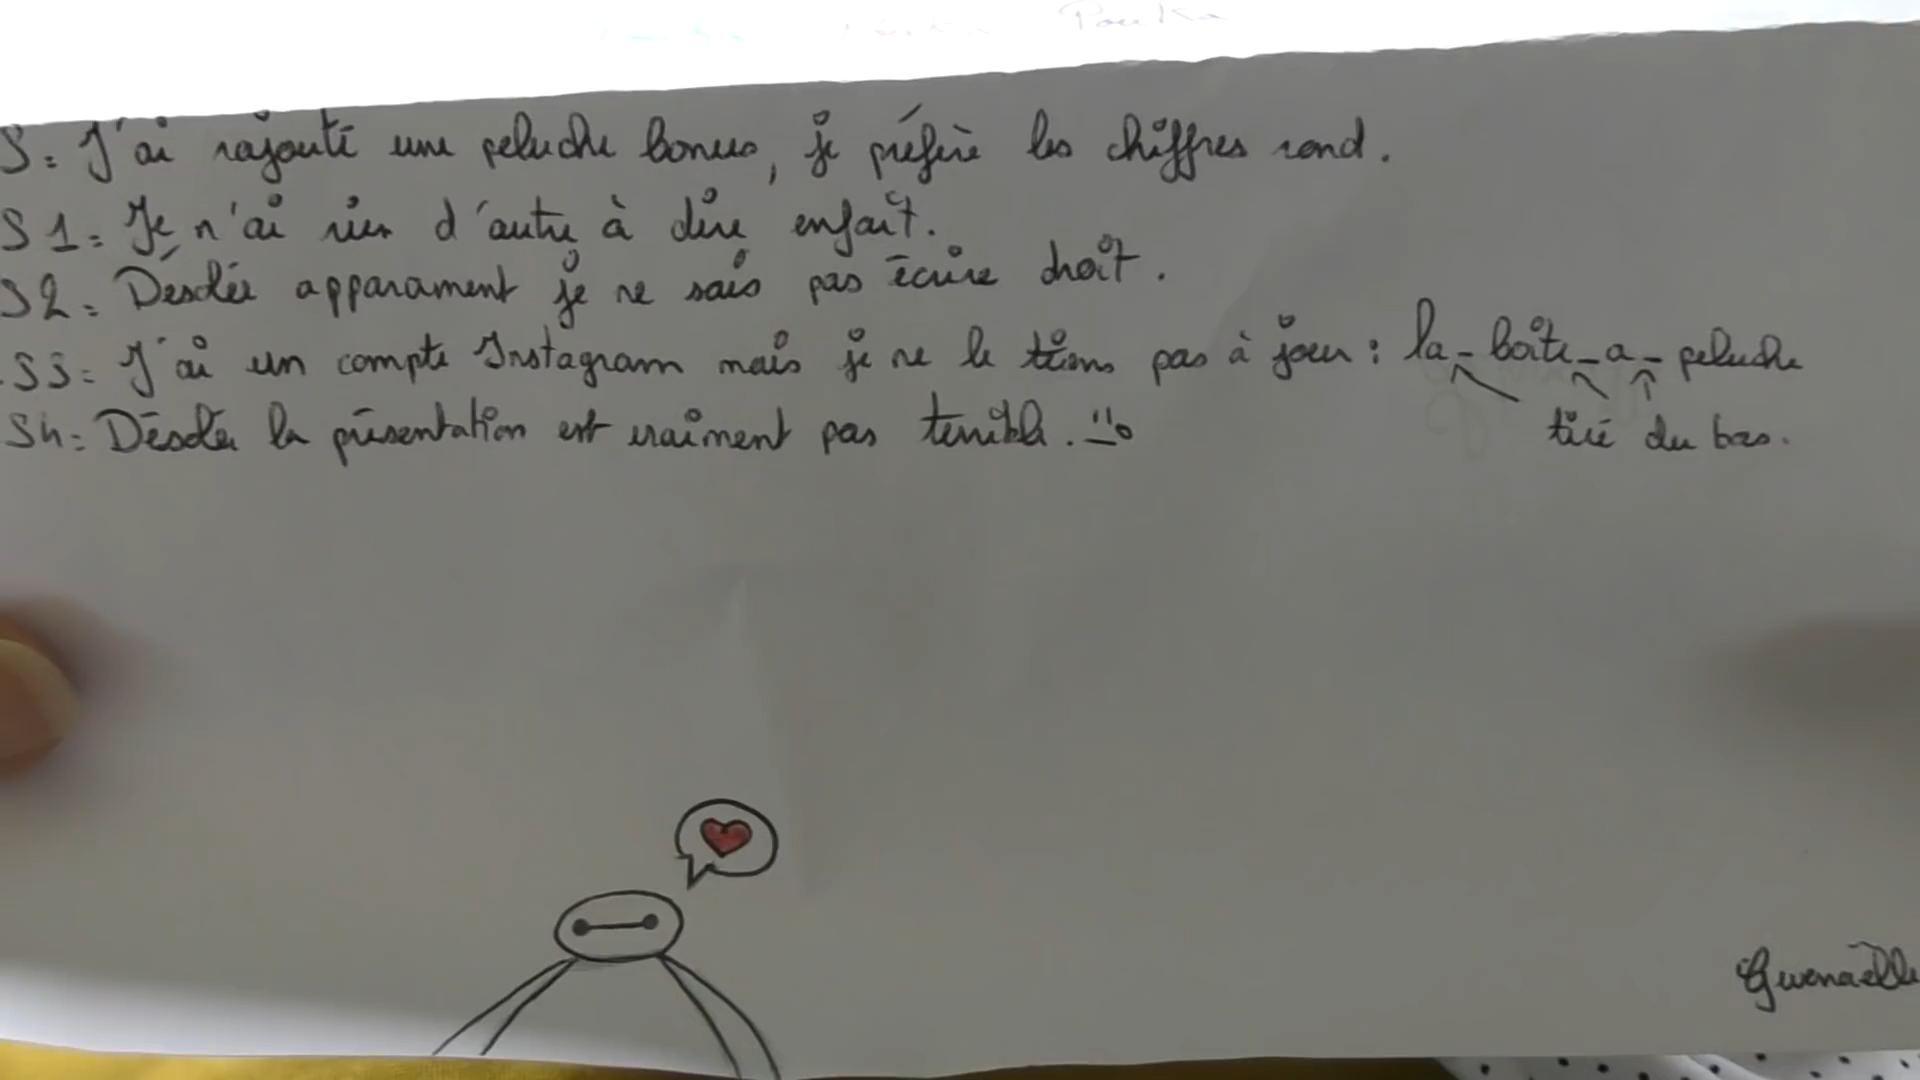 Pouka
S: J'ai rajouté une peluche bonus, je préfère les chiffres rond.
S1: Je n'ai rien d'autre à dire enfait.
S2: Désolée apparament je ne sais pas écrire droit.
S3: J'ai un compte Instagram mais je ne le tiens pas à jour : la_boite_a_peluche
tiré du bas.
S4: Désolée la présentation est vraiment pas terrible.
Gwenaëlle